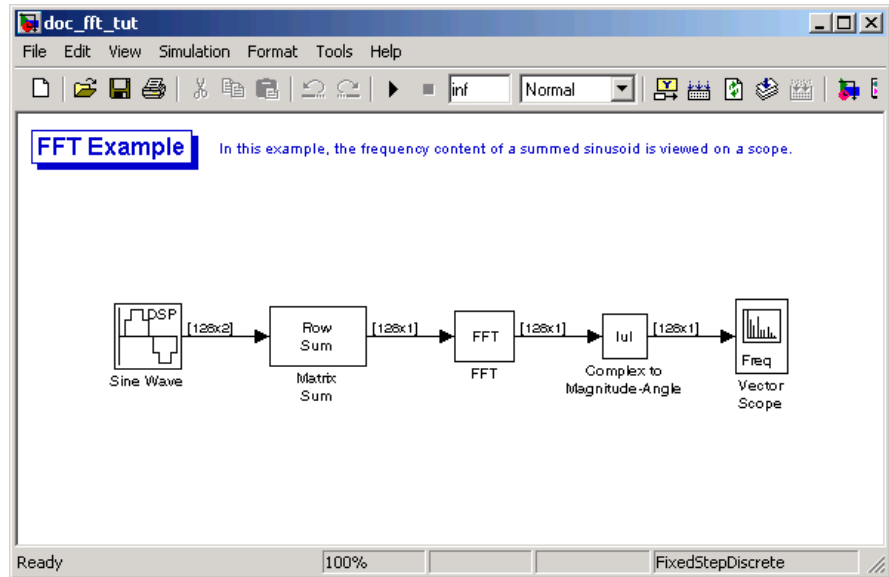 doc_fft_tut
File Edit View Simulation Format Tools Help
inf Normal
FFT Example
In this example, the frequency content of a summed sinusoid is viewed on a scope.
DSP
[128x2]
Row
Sum
[128x1]
FFT
[128x1]
|u|
[128x1]
Freq
Sine Wave
Matrix
Sum
FFT
Complex to
Magnitude-Angle
Vector
Scope
Ready 100% FixedStepDiscrete